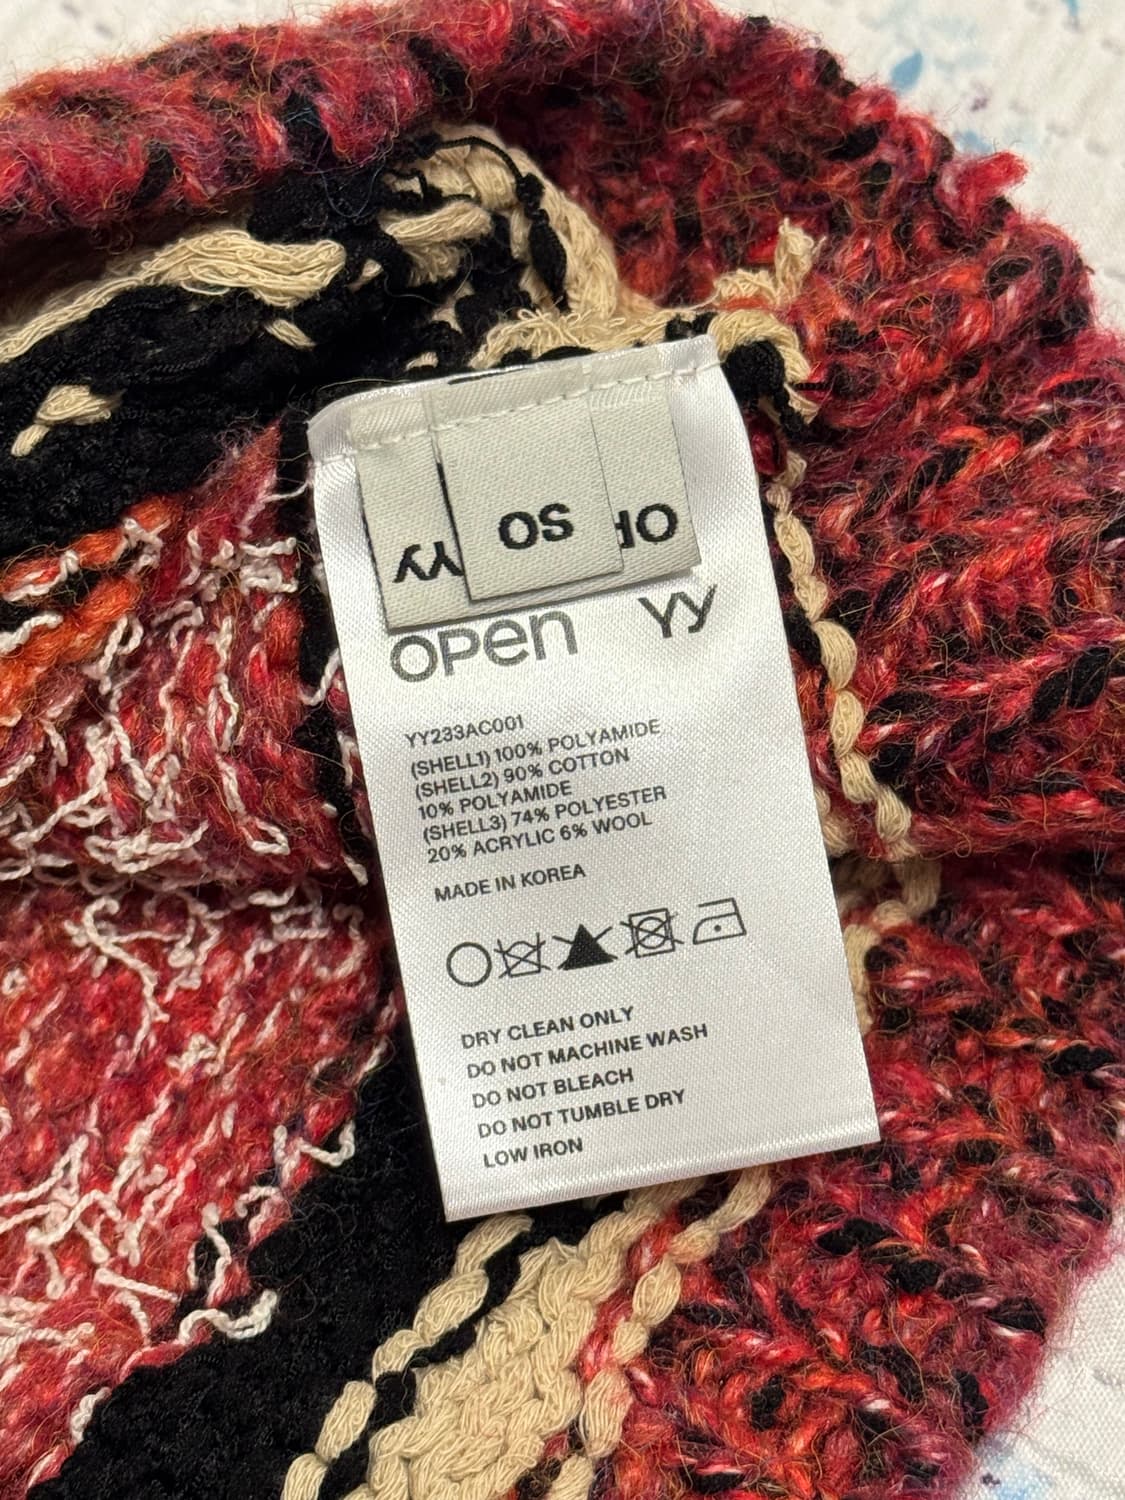 YY
OS
OP
OPEN YY
YY233AC001
(SHELL1) 100% POLYAMIDE
(SHELL2) 90% COTTON
10% POLYAMIDE
(SHELL3) 74% POLYESTER
20% ACRYLIC 6% WOOL
MADE IN KOREA
DRY CLEAN ONLY
DO NOT MACHINE WASH
DO NOT BLEACH
DO NOT TUMBLE DRY
LOW IRON